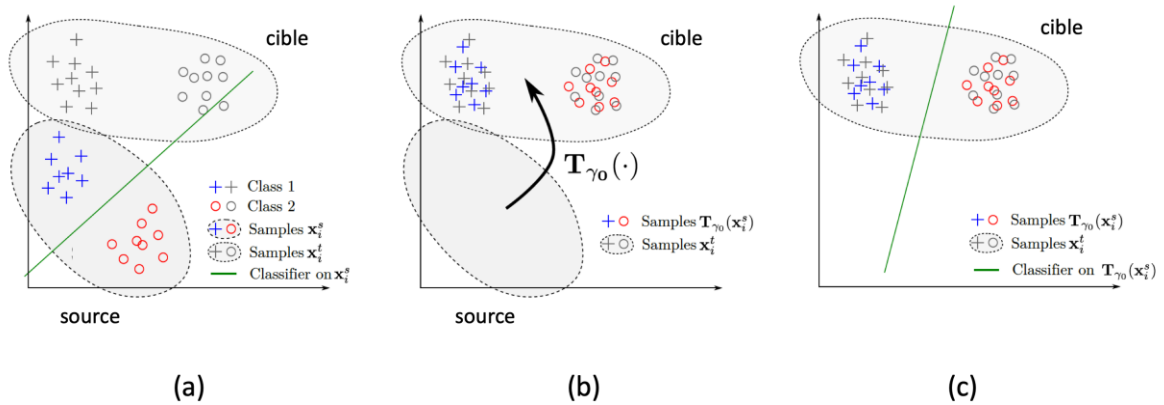 cible
Class 1
Class 2
Samples x_i^s
Samples x_i^t
Classifier on x_i^s
source
(a)
cible
T_γ0(·)
Samples T_γ0(x_i^s)
Samples x_i^t
source
(b)
cible
Samples T_γ0(x_i^s)
Samples x_i^t
Classifier on T_γ0(x_i^s)
(c)